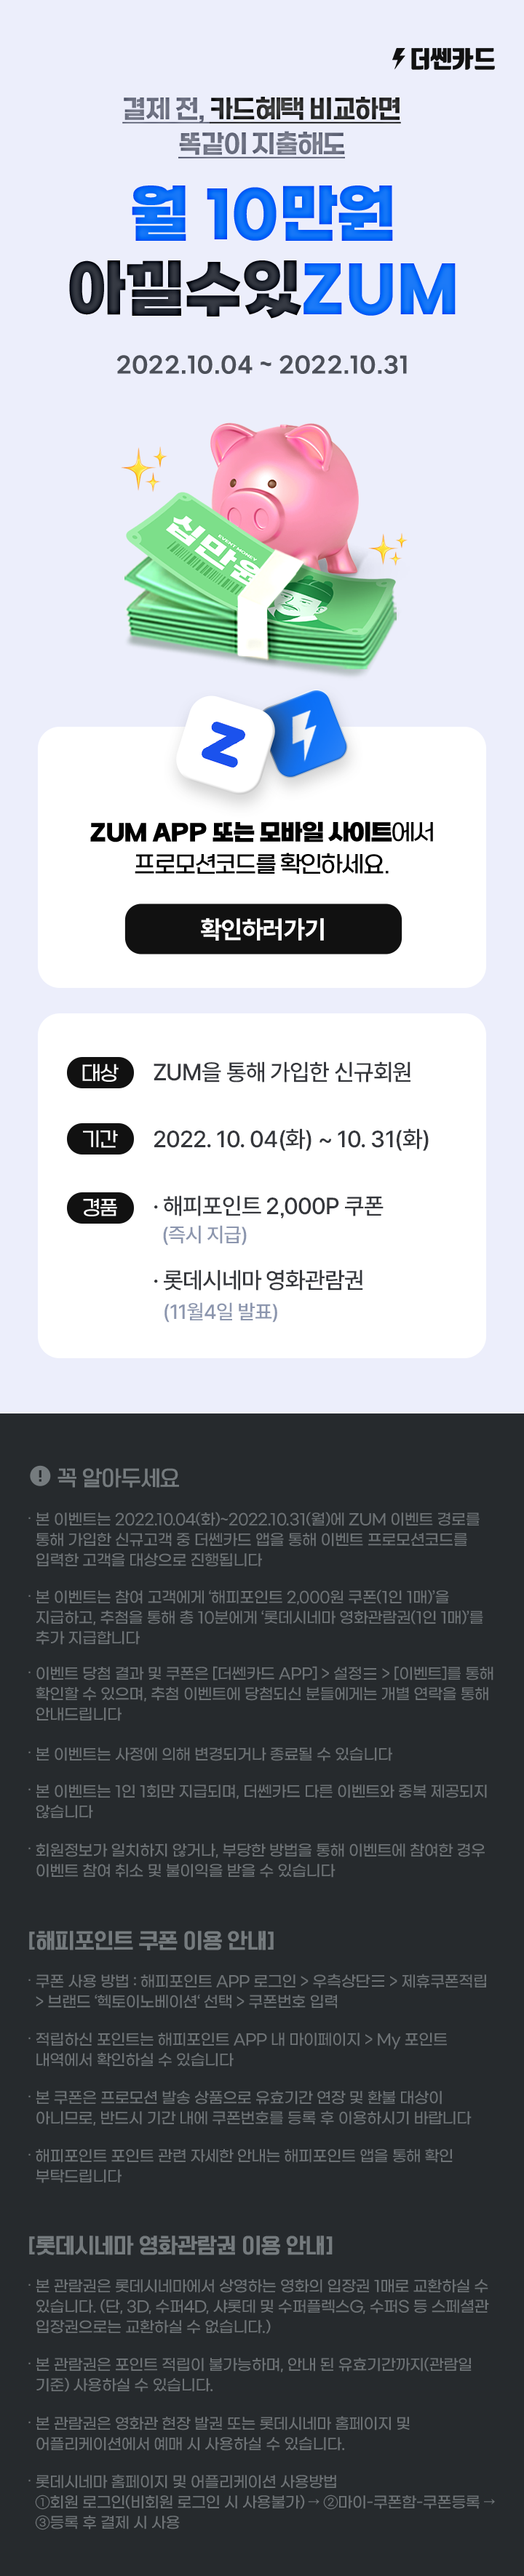 더쎈카드
결제 전, 카드혜택 비교하면
똑같이 지출해도
월 10만원
아낄수있ZUM
2022.10.04 ~ 2022.10.31
EVENT MONEY
십만원
ZUM APP 또는 모바일 사이트에서
프로모션코드를 확인하세요.
확인하러가기
대상 ZUM을 통해 가입한 신규회원
기간 2022. 10. 04(화) ~ 10. 31(화)
경품 · 해피포인트 2,000P 쿠폰
(즉시 지급)
· 롯데시네마 영화관람권
(11월4일 발표)
꼭 알아두세요
· 본 이벤트는 2022.10.04(화)~2022.10.31(월)에 ZUM 이벤트 경로를
통해 가입한 신규고객 중 더쎈카드 앱을 통해 이벤트 프로모션코드를
입력한 고객을 대상으로 진행됩니다
· 본 이벤트는 참여 고객에게 '해피포인트 2,000원 쿠폰(1인 1매)'을
지급하고, 추첨을 통해 총 10분에게 '롯데시네마 영화관람권(1인 1매)'를
추가 지급합니다
· 이벤트 당첨 결과 및 쿠폰은 [더쎈카드 APP] > 설정☰ > [이벤트]를 통해
확인할 수 있으며, 추첨 이벤트에 당첨되신 분들에게는 개별 연락을 통해
안내드립니다
· 본 이벤트는 사정에 의해 변경되거나 종료될 수 있습니다
· 본 이벤트는 1인 1회만 지급되며, 더쎈카드 다른 이벤트와 중복 제공되지
않습니다
· 회원정보가 일치하지 않거나, 부당한 방법을 통해 이벤트에 참여한 경우
이벤트 참여 취소 및 불이익을 받을 수 있습니다
[해피포인트 쿠폰 이용 안내]
· 쿠폰 사용 방법 : 해피포인트 APP 로그인 > 우측상단☰ > 제휴쿠폰적립
> 브랜드 '헥토이노베이션' 선택 > 쿠폰번호 입력
· 적립하신 포인트는 해피포인트 APP 내 마이페이지 > My 포인트
내역에서 확인하실 수 있습니다
· 본 쿠폰은 프로모션 발송 상품으로 유효기간 연장 및 환불 대상이
아니므로, 반드시 기간 내에 쿠폰번호를 등록 후 이용하시기 바랍니다
· 해피포인트 포인트 관련 자세한 안내는 해피포인트 앱을 통해 확인
부탁드립니다
[롯데시네마 영화관람권 이용 안내]
· 본 관람권은 롯데시네마에서 상영하는 영화의 입장권 1매로 교환하실 수
있습니다. (단, 3D, 수퍼4D, 샤롯데 및 수퍼플렉스G, 수퍼S 등 스페셜관
입장권으로는 교환하실 수 없습니다.)
· 본 관람권은 포인트 적립이 불가능하며, 안내 된 유효기간까지(관람일
기준) 사용하실 수 있습니다.
· 본 관람권은 영화관 현장 발권 또는 롯데시네마 홈페이지 및
어플리케이션에서 예매 시 사용하실 수 있습니다.
· 롯데시네마 홈페이지 및 어플리케이션 사용방법
①회원 로그인(비회원 로그인 시 사용불가) → ②마이-쿠폰함-쿠폰등록 →
③등록 후 결제 시 사용